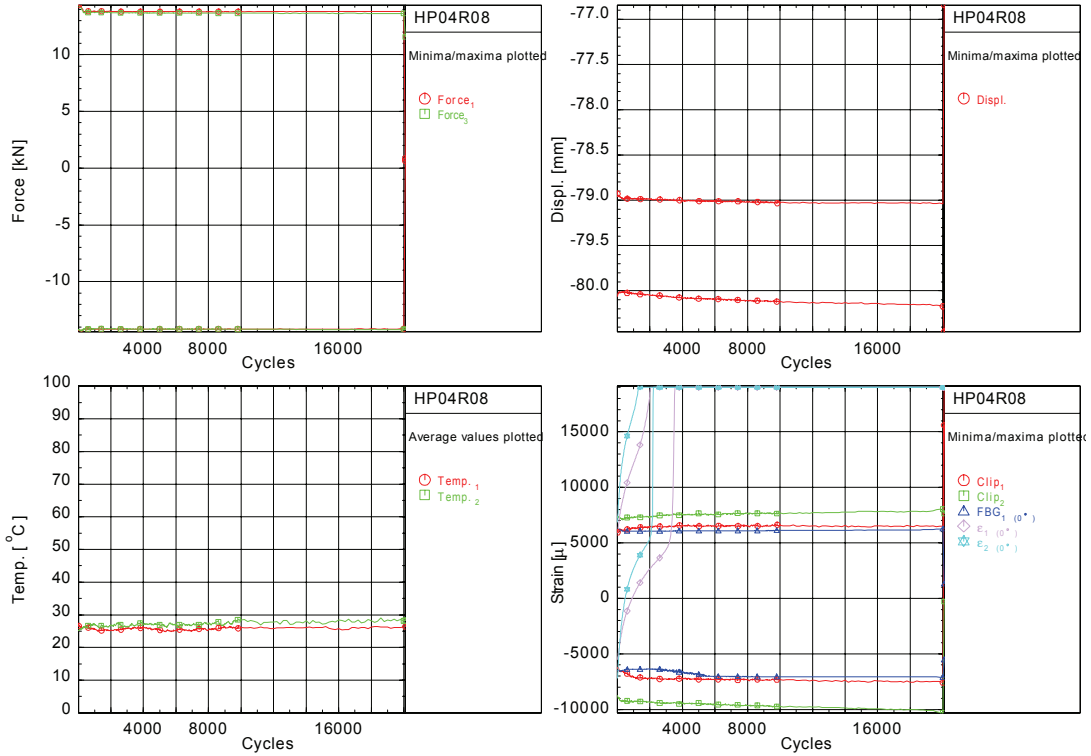 HP04R08
Minima/maxima plotted
Force1
Force3
10
5
0
-5
-10
Force [kN]
4000 8000 16000
Cycles
HP04R08
Minima/maxima plotted
Displ.
-77.0
-77.5
-78.0
-78.5
-79.0
-79.5
-80.0
Displ. [mm]
4000 8000 16000
Cycles
HP04R08
Average values plotted
Temp. 1
Temp. 2
100
90
80
70
60
50
40
30
20
10
0
Temp. [°C]
4000 8000 16000
Cycles
HP04R08
Minima/maxima plotted
Clip1
Clip2
FBG1 (0°)
ε1 (0°)
ε2 (0°)
15000
10000
5000
0
-5000
-10000
Strain [μ]
4000 8000 16000
Cycles